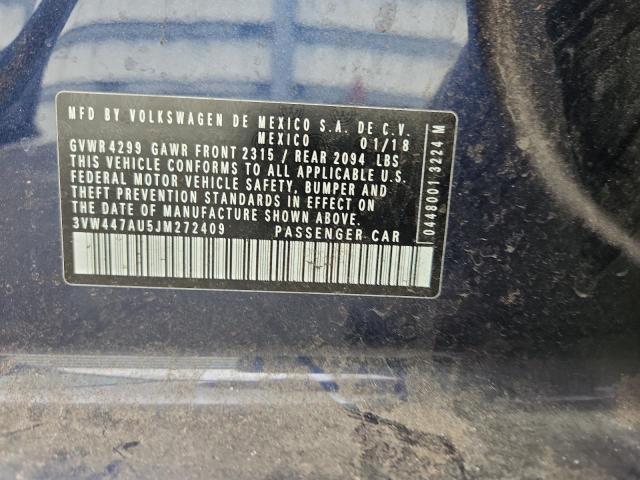 MFD BY VOLKSWAGEN DE MEXICO S.A. DE C.V.
MEXICO 01/18
GVWR 4299 GAWR FRONT 2315 / REAR 2094 LBS
THIS VEHICLE CONFORMS TO ALL APPLICABLE U.S.
FEDERAL MOTOR VEHICLE SAFETY, BUMPER AND
THEFT PREVENTION STANDARDS IN EFFECT ON
THE DATE OF MANUFACTURE SHOWN ABOVE.
3VW447AU5JM272409 PASSENGER CAR
0448001 3224 M